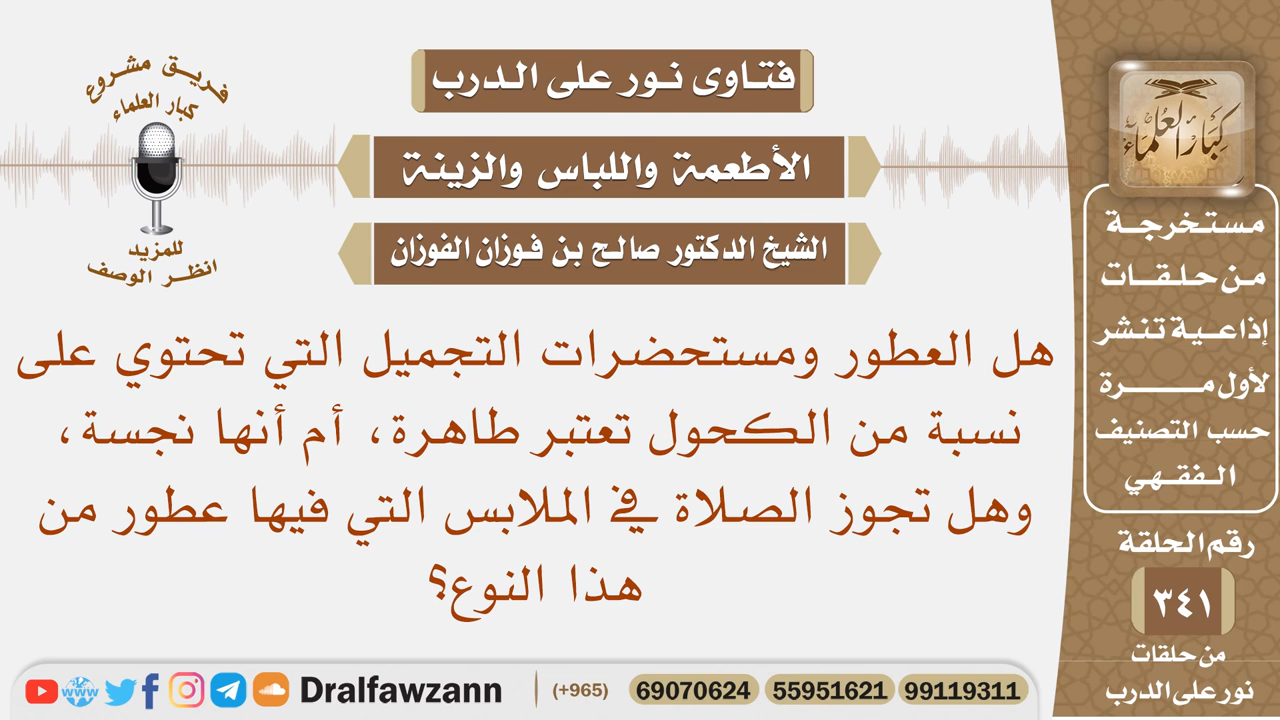 فتاوى نور على الدرب
الأطعمة واللباس والزينة
الشيخ الدكتور صالح بن فوزان الفوزان
فريق مشروع
كبار العلماء
للمزيد
انظر الوصف
هل العطور ومستحضرات التجميل التي تحتوي على
نسبة من الكحول تعتبر طاهرة، أم أنها نجسة،
وهل تجوز الصلاة في الملابس التي فيها عطور من
هذا النوع؟
كبار العلماء
مستخرجة
من حلقات
إذاعية تنشر
لأول مرة
حسب التصنيف
الفقهي
رقم الحلقة
٣٤١
من حلقات
نور على الدرب
www Dralfawzann (+965) 69070624 55951621 99119311